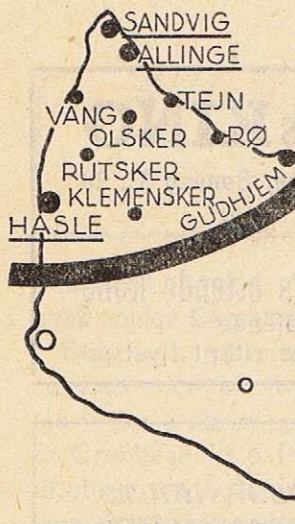 SANDVIG
ALLINGE
TEJN
VANG
OLSKER
RØ
RUTSKER
KLEMENSKER
GUDHJEM
HASLE